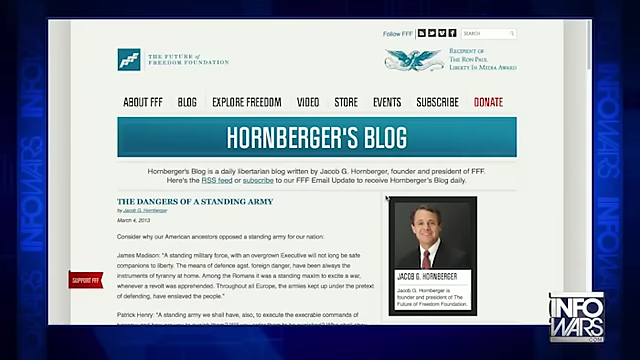 Follow FFF
SEARCH
THE FUTURE of
FREEDOM FOUNDATION
RECIPIENT OF
THE RON PAUL
LIBERTY IN MEDIA AWARD
ABOUT FFF BLOG EXPLORE FREEDOM VIDEO STORE EVENTS SUBSCRIBE DONATE
HORNBERGER'S BLOG
Hornberger's Blog is a daily libertarian blog written by Jacob G. Hornberger, founder and president of FFF.
Here's the RSS feed or subscribe to our FFF Email Update to receive Hornberger's Blog daily.
THE DANGERS OF A STANDING ARMY
by Jacob G. Hornberger
March 4, 2013
Consider why our American ancestors opposed a standing army for our nation:
James Madison: "A standing military force, with an overgrown Executive will not long be safe
companions to liberty. The means of defence agst. foreign danger, have been always the
instruments of tyranny at home. Among the Romans it was a standing maxim to excite a war,
whenever a revolt was apprehended. Throughout all Europe, the armies kept up under the pretext
of defending, have enslaved the people."
Patrick Henry: "A standing army we shall have, also, to execute the execrable commands of
JACOB G. HORNBERGER
Jacob G. Hornberger is
founder and president of The
Future of Freedom Foundation.
SUPPORT FFF
INFOWARS
INFOWARS
INFO
WARS
.COM